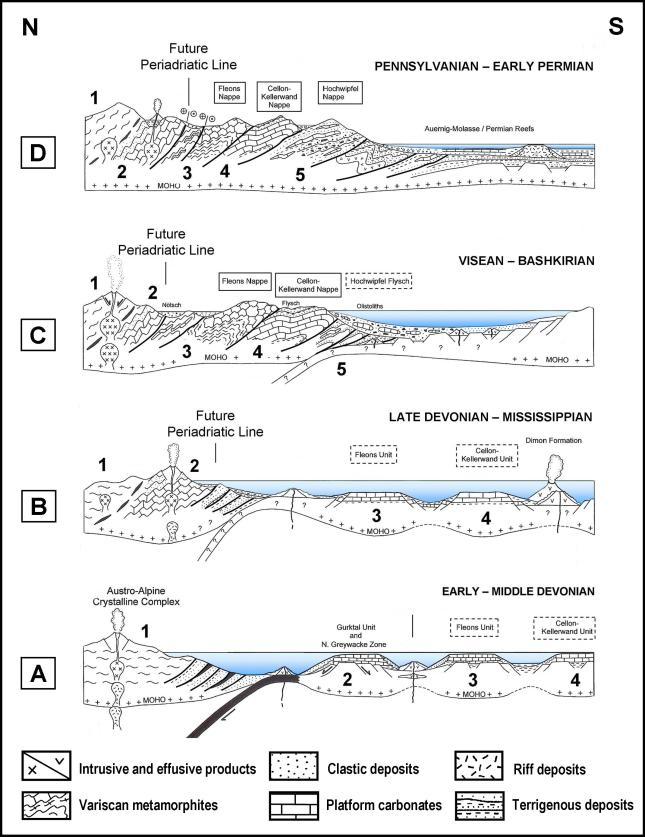 N
S
Future
Periadriatic Line
PENNSYLVANIAN – EARLY PERMIAN
Fleons
Nappe
Cellon-
Kellerwand
Nappe
Hochwipfel
Nappe
1
Auernig-Molasse / Permian Reefs
D
2
3
4
5
MOHO
Future
Periadriatic Line
VISEAN – BASHKIRIAN
1
2
Fleons Nappe
Cellon-
Kellerwand Nappe
Hochwipfel Flysch
Nötsch
Flysch
Olistoliths
C
3
4
MOHO
MOHO
?
?
?
?
?
?
5
Future
Periadriatic Line
LATE DEVONIAN – MISSISSIPPIAN
Dimon Formation
Fleons Unit
Cellon-
Kellerwand Unit
1
2
B
3
4
MOHO
?
?
?
?
?
?
?
EARLY – MIDDLE DEVONIAN
Austro-Alpine
Crystalline Complex
1
Gurktal Unit
and
N. Greywacke Zone
Fleons Unit
Cellon-
Kellerwand Unit
A
2
3
4
MOHO
MOHO
Intrusive and effusive products
Clastic deposits
Riff deposits
Variscan metamorphites
Platform carbonates
Terrigenous deposits